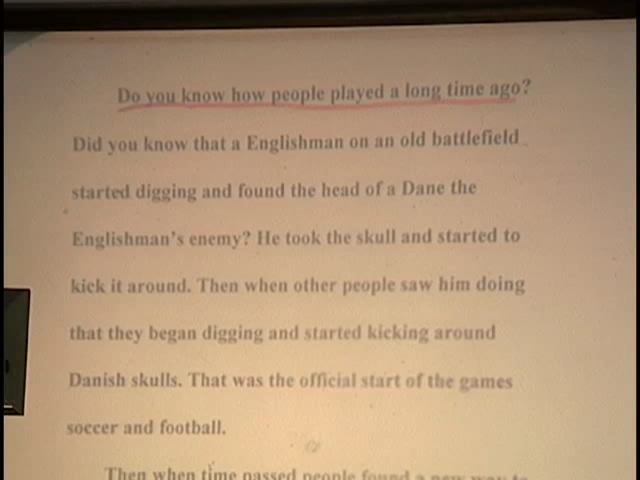 Do you know how people played a long time ago?
Did you know that a Englishman on an old battlefield
started digging and found the head of a Dane the
Englishman's enemy? He took the skull and started to
kick it around. Then when other people saw him doing
that they began digging and started kicking around
Danish skulls. That was the official start of the games
soccer and football.
Then when time passed people found a new way to